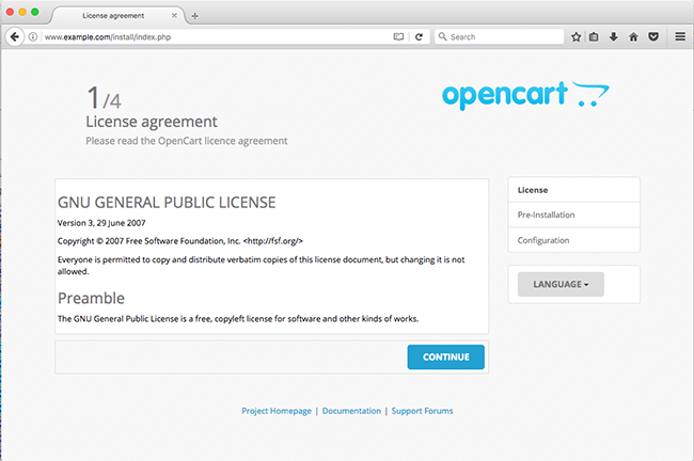 License agreement
www.example.com/install/index.php
Search
1/4
License agreement
Please read the OpenCart licence agreement
opencart
GNU GENERAL PUBLIC LICENSE
Version 3, 29 June 2007
Copyright © 2007 Free Software Foundation, Inc. <http://fsf.org/>
Everyone is permitted to copy and distribute verbatim copies of this license document, but changing it is not
allowed.
Preamble
The GNU General Public License is a free, copyleft license for software and other kinds of works.
CONTINUE
License
Pre-Installation
Configuration
LANGUAGE
Project Homepage | Documentation | Support Forums